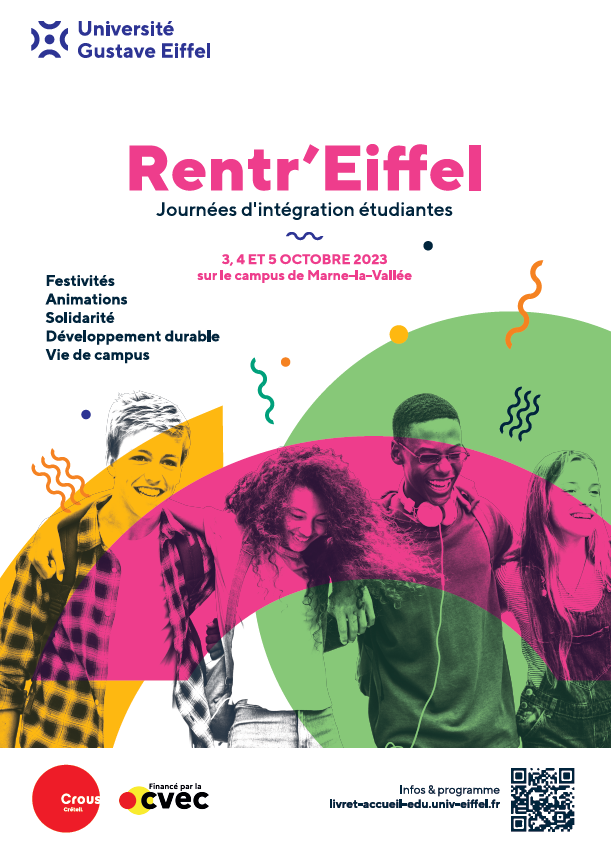 Université
Gustave Eiffel
Rentr'Eiffel
Journées d'intégration étudiantes
3, 4 ET 5 OCTOBRE 2023
sur le campus de Marne-la-Vallée
Festivités
Animations
Solidarité
Développement durable
Vie de campus
Crous
Créteil
Financé par la
cvec
Infos & programme
livret-accueil-edu.univ-eiffel.fr